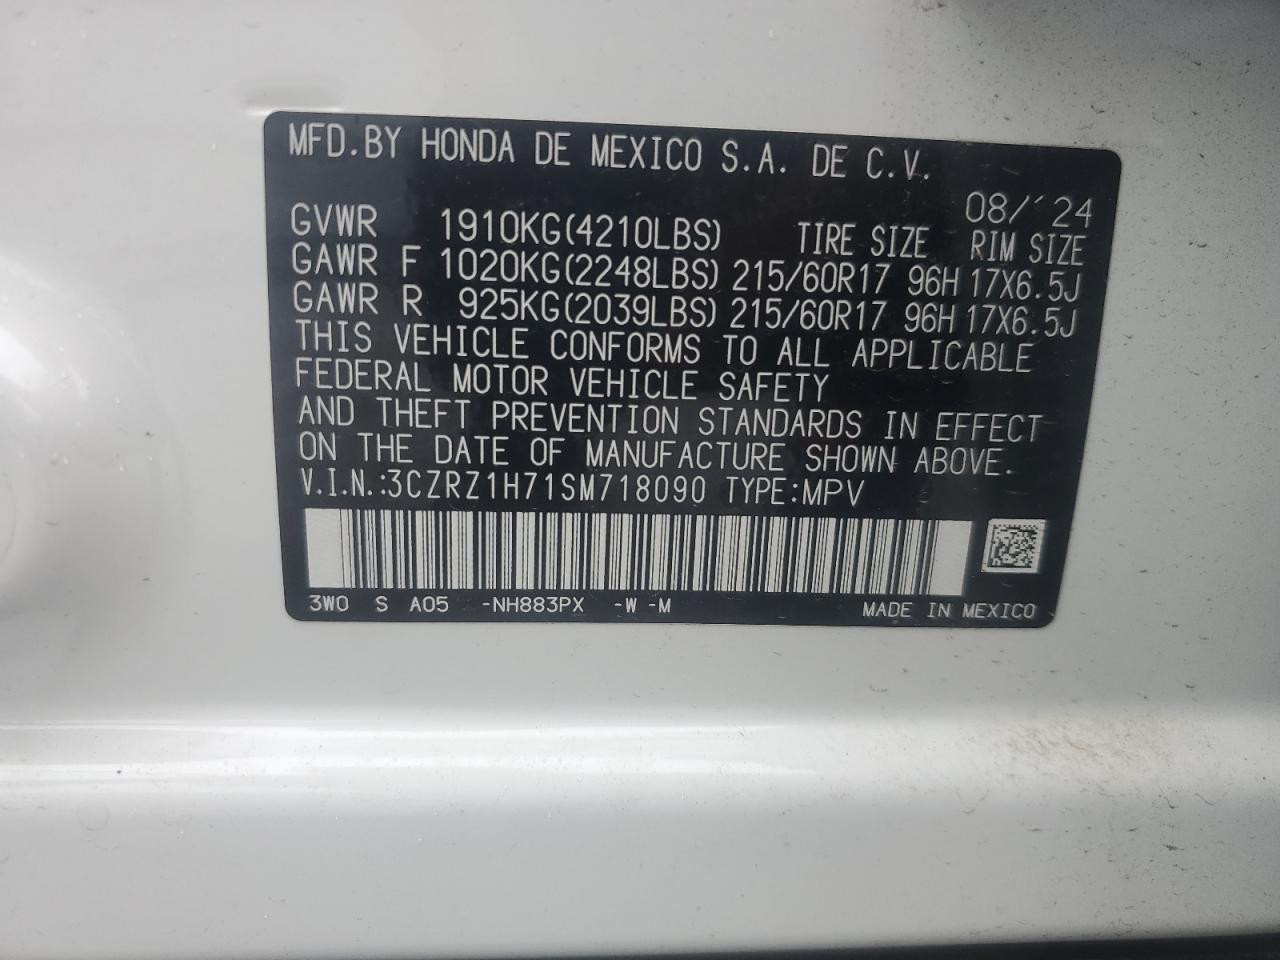 MFD.BY HONDA DE MEXICO S.A. DE C.V.
08/'24
GVWR 1910KG(4210LBS) TIRE SIZE RIM SIZE
GAWR F 1020KG(2248LBS) 215/60R17 96H 17X6.5J
GAWR R 925KG(2039LBS) 215/60R17 96H 17X6.5J
THIS VEHICLE CONFORMS TO ALL APPLICABLE
FEDERAL MOTOR VEHICLE SAFETY
AND THEFT PREVENTION STANDARDS IN EFFECT
ON THE DATE OF MANUFACTURE SHOWN ABOVE.
V.I.N.:3CZRZ1H71SM718090 TYPE:MPV
3W0 S A05 -NH883PX -W -M MADE IN MEXICO